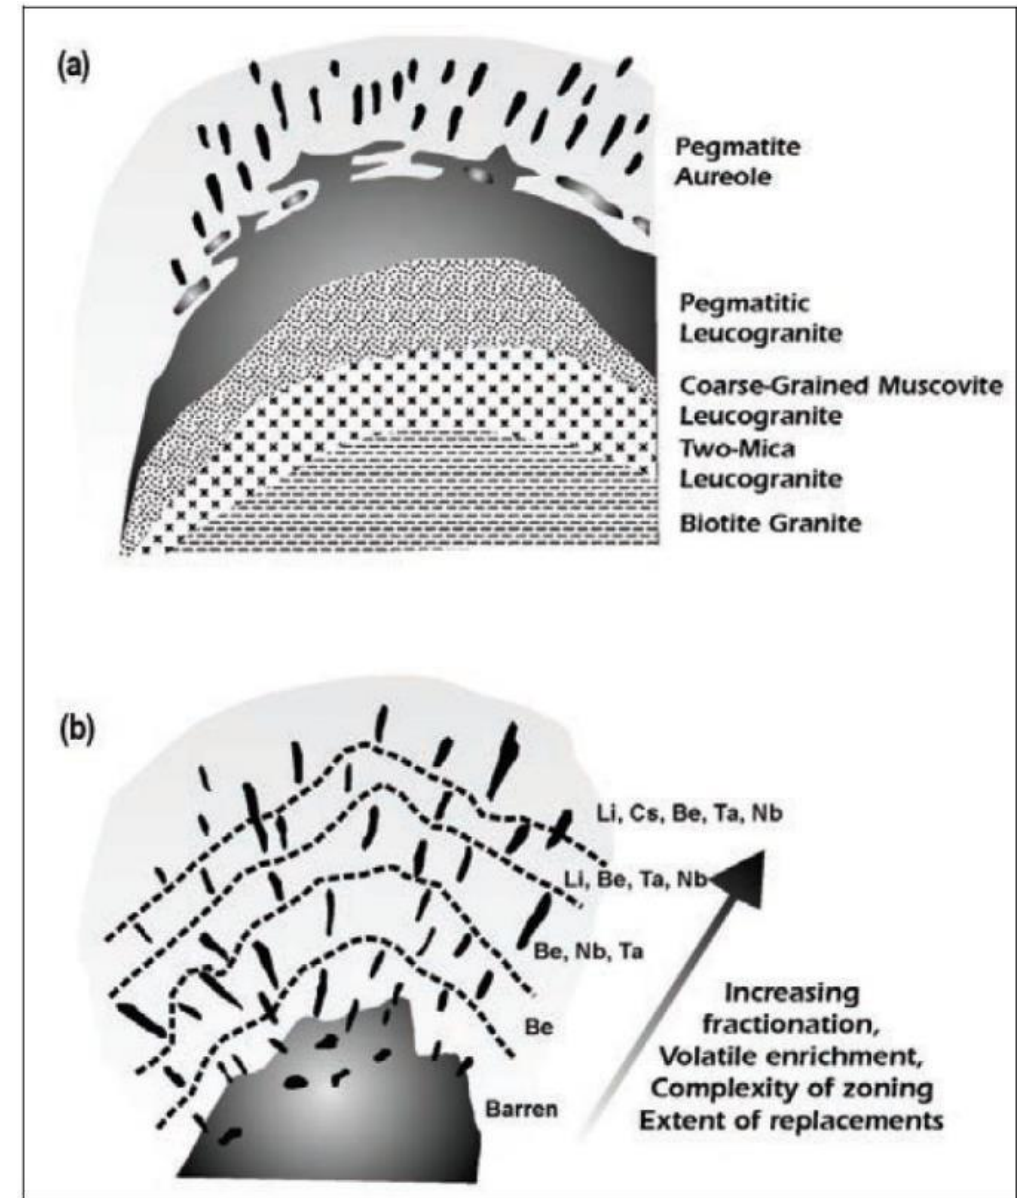 (a)
Pegmatite
Aureole
Pegmatitic
Leucogranite
Coarse-Grained Muscovite
Leucogranite
Two-Mica
Leucogranite
Biotite Granite
(b)
Li, Cs, Be, Ta, Nb
Li, Be, Ta, Nb
Be, Nb, Ta
Be
Barren
Increasing
fractionation,
Volatile enrichment,
Complexity of zoning
Extent of replacements